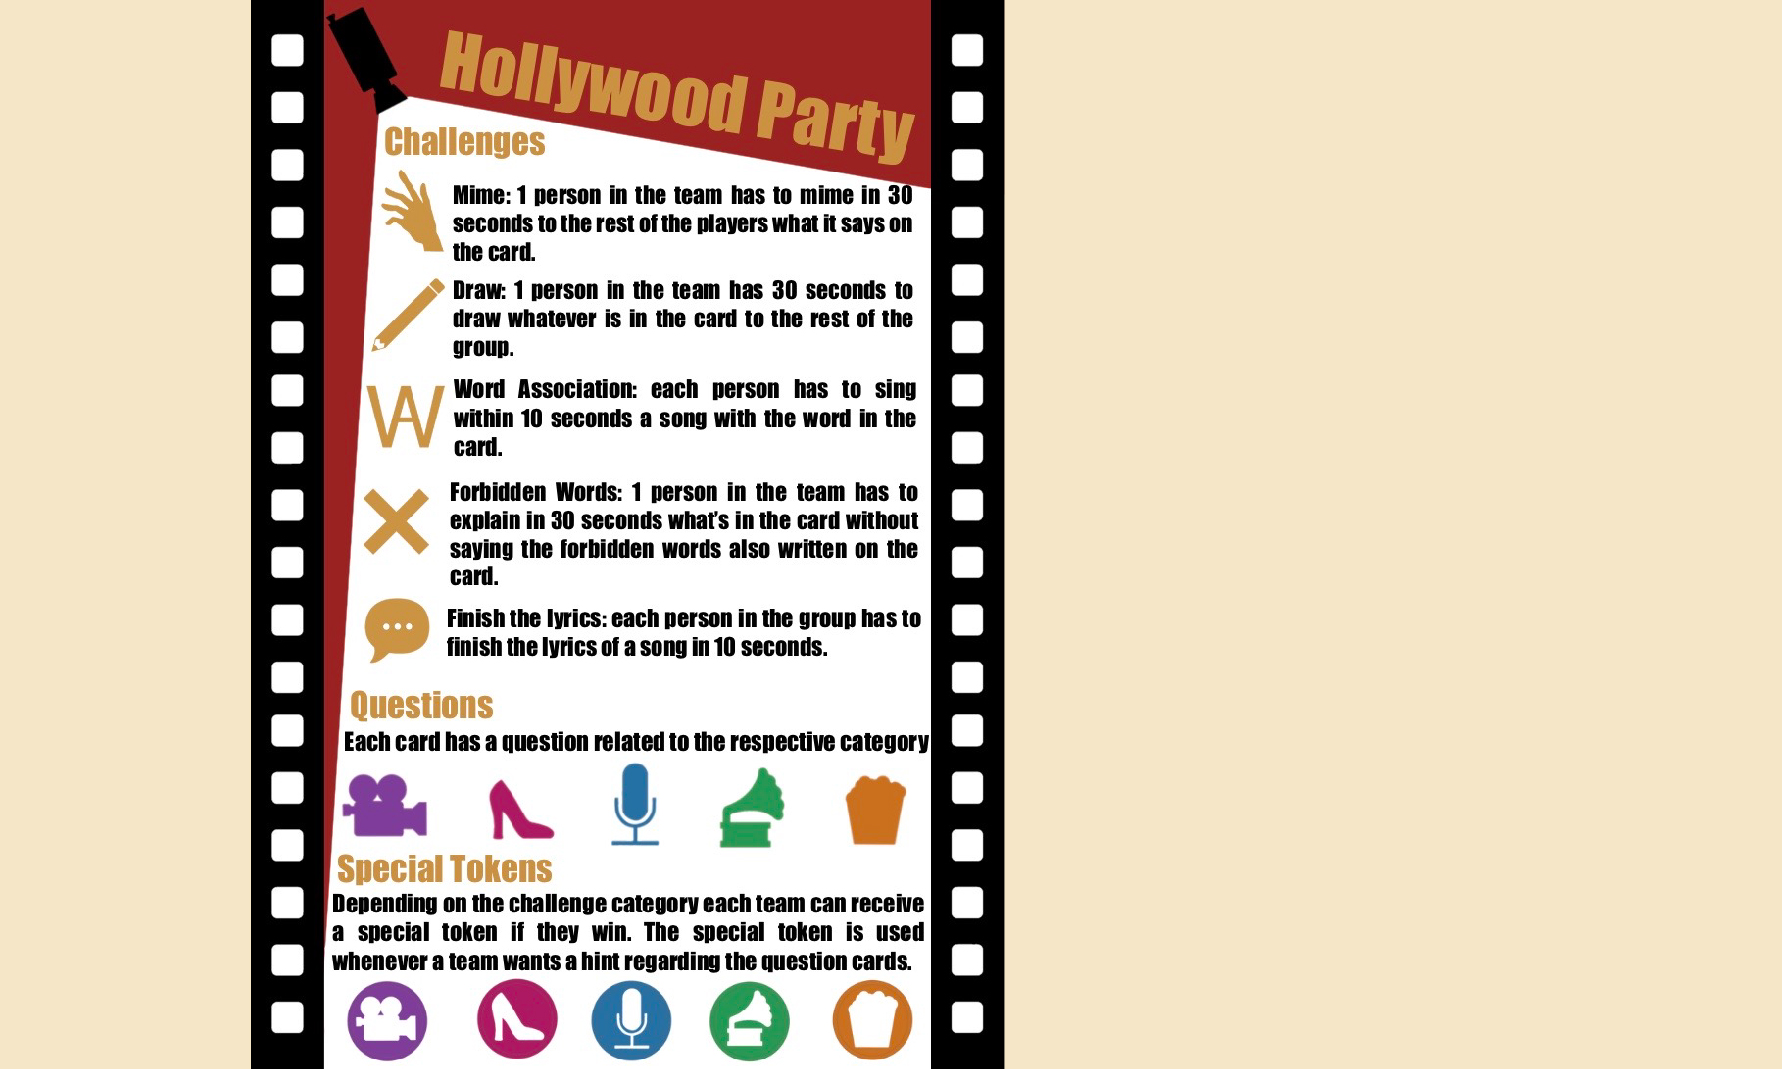 Hollywood Party
Challenges
Mime: 1 person in the team has to mime in 30
seconds to the rest of the players what it says on
the card.
Draw: 1 person in the team has 30 seconds to
draw whatever is in the card to the rest of the
group.
W
Word Association: each person has to sing
within 10 seconds a song with the word in the
card.
Forbidden Words: 1 person in the team has to
explain in 30 seconds what's in the card without
saying the forbidden words also written on the
card.
Finish the lyrics: each person in the group has to
finish the lyrics of a song in 10 seconds.
Questions
Each card has a question related to the respective category
Special Tokens
Depending on the challenge category each team can receive
a special token if they win. The special token is used
whenever a team wants a hint regarding the question cards.